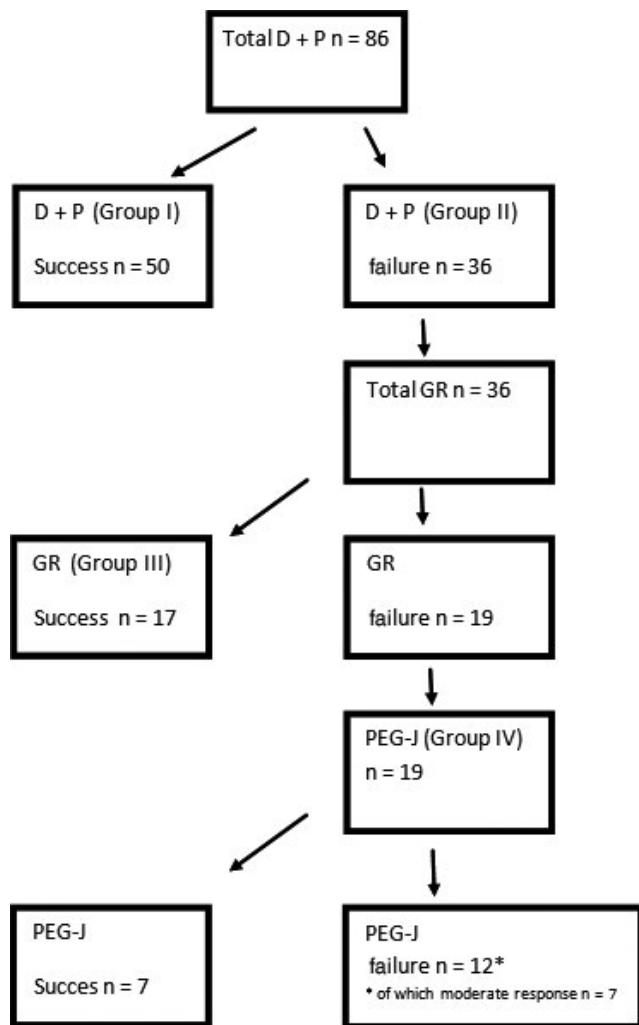 Total D + P n = 86
D + P (Group I)
Success n = 50
D + P (Group II)
failure n = 36
Total GR n = 36
GR (Group III)
Success n = 17
GR
failure n = 19
PEG-J (Group IV)
n = 19
PEG-J
Succes n = 7
PEG-J
failure n = 12*
* of which moderate response n = 7